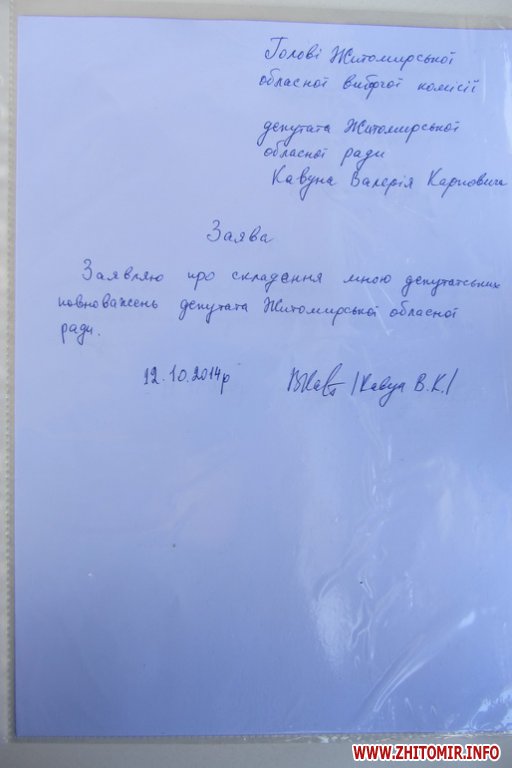 Голові Житомирської
обласної виборчої комісії
депутата Житомирської
обласної ради
Кавуна Валерія Карповича
Заява
Заявляю про складення мною депутатських
повноважень депутата Житомирської обласної
ради.
12.10.2014р /Кавун В.К./
WWW.ZHITOMIR.INFO